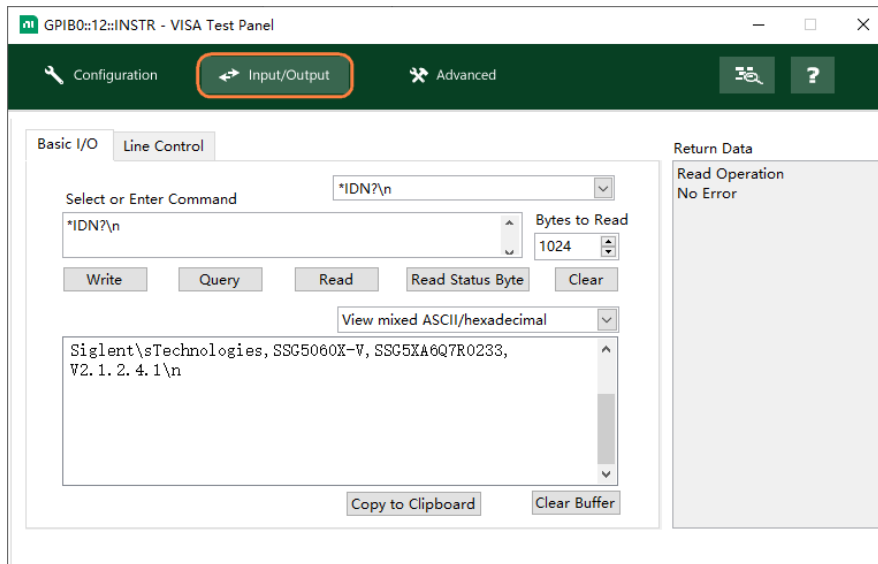 GPIB0::12::INSTR - VISA Test Panel
Configuration
Input/Output
Advanced
?
Basic I/O
Line Control
Return Data
Select or Enter Command
*IDN?\n
Read Operation
No Error
*IDN?\n
Bytes to Read
1024
Write
Query
Read
Read Status Byte
Clear
View mixed ASCII/hexadecimal
Siglent\sTechnologies,SSG5060X-V,SSG5XA6Q7R0233,
V2.1.2.4.1\n
Copy to Clipboard
Clear Buffer